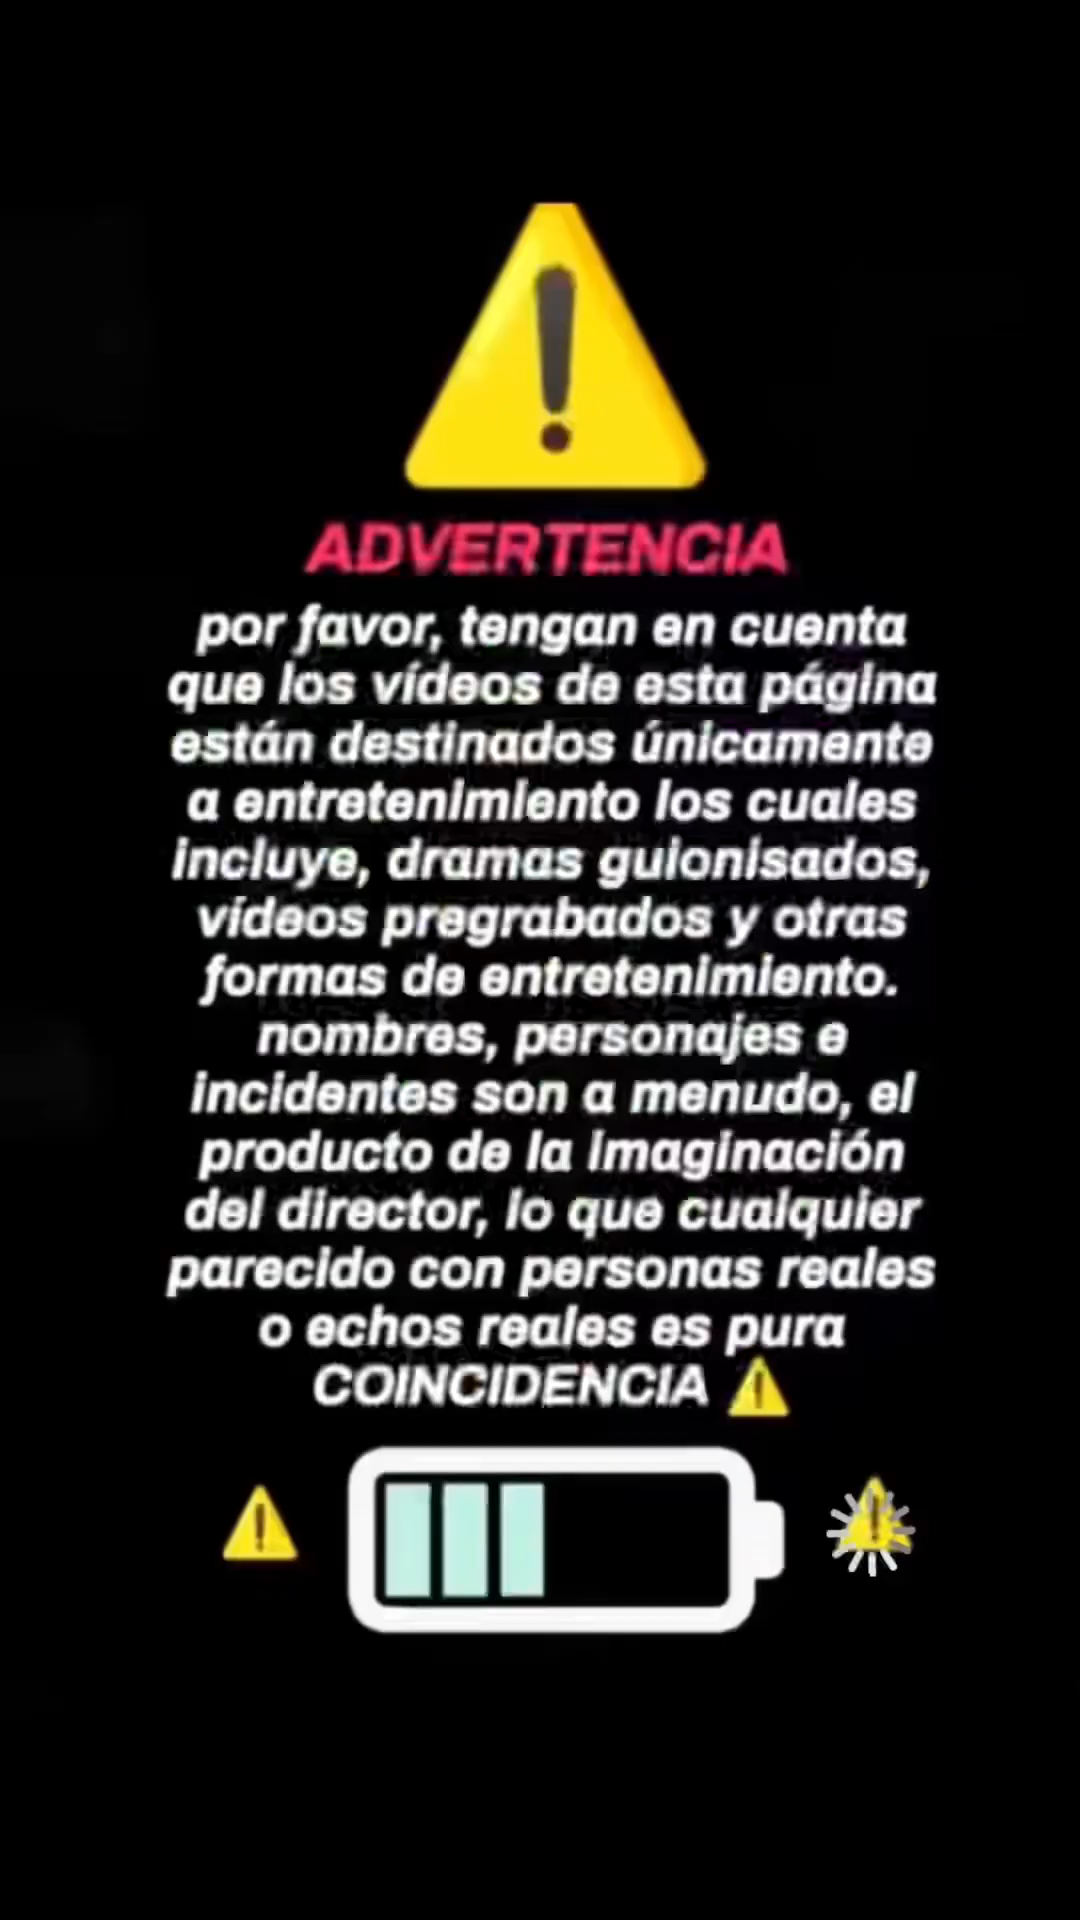 ADVERTENCIA
por favor, tengan en cuenta
que los vídeos de esta página
están destinados únicamente
a entretenimiento los cuales
incluye, dramas guionisados,
vídeos pregrabados y otras
formas de entretenimiento.
nombres, personajes e
incidentes son a menudo, el
producto de la imaginación
del director, lo que cualquier
parecido con personas reales
o echos reales es pura
COINCIDENCIA ⚠️